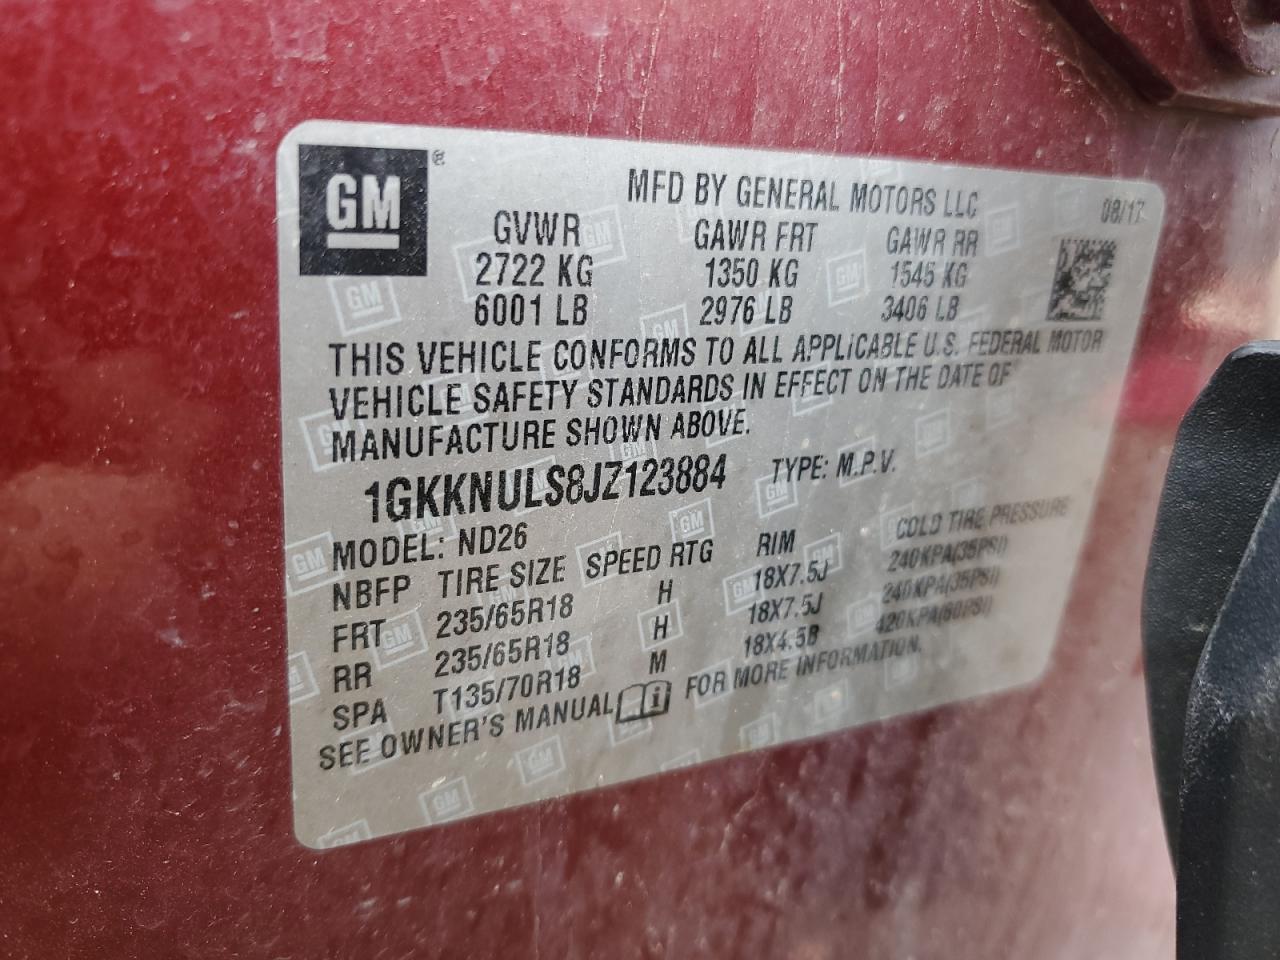 GM®
MFD BY GENERAL MOTORS LLC 08/17
GVWR GAWR FRT GAWR RR
2722 KG 1350 KG 1545 KG
6001 LB 2976 LB 3406 LB
THIS VEHICLE CONFORMS TO ALL APPLICABLE U.S. FEDERAL MOTOR
VEHICLE SAFETY STANDARDS IN EFFECT ON THE DATE OF
MANUFACTURE SHOWN ABOVE.
1GKKNULS8JZ123884 TYPE: M.P.V.
MODEL: ND26
NBFP TIRE SIZE SPEED RTG RIM COLD TIRE PRESSURE
FRT 235/65R18 H 18X7.5J 240KPA(35PSI)
RR 235/65R18 H 18X7.5J 240KPA(35PSI)
SPA T135/70R18 M 18X4.5B 420KPA(60PSI)
SEE OWNER'S MANUAL FOR MORE INFORMATION.